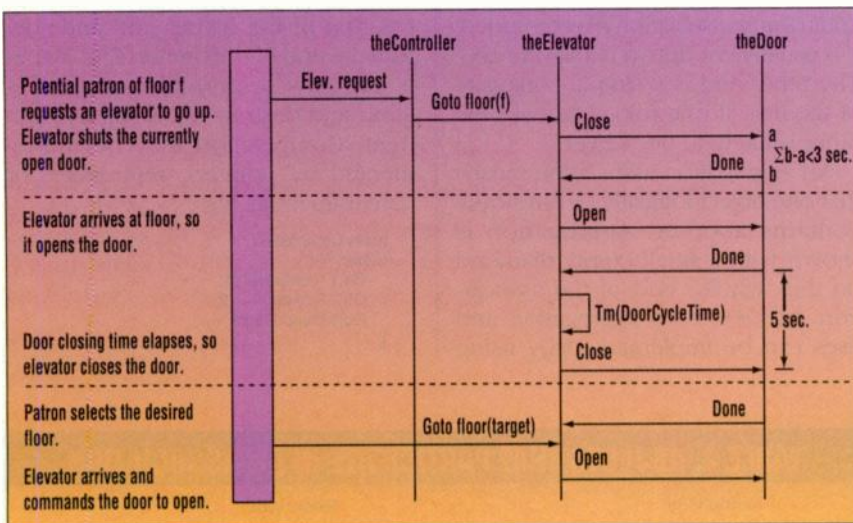 theController
theElevator
theDoor
Potential patron of floor f
requests an elevator to go up.
Elevator shuts the currently
open door.
Elev. request
Goto floor(f)
Close
a
Σb-a<3 sec.
Done
b
Elevator arrives at floor, so
it opens the door.
Open
Done
Tm(DoorCycleTime)
5 sec.
Door closing time elapses, so
elevator closes the door.
Close
Patron selects the desired
floor.
Done
Goto floor(target)
Elevator arrives and
commands the door to open.
Open